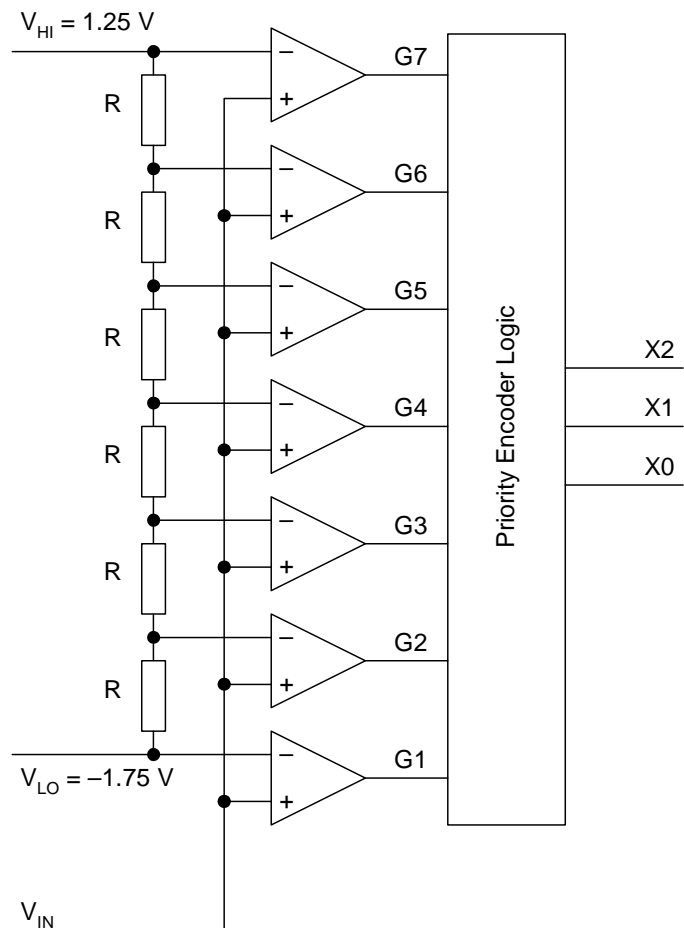 V_HI = 1.25 V
G7
R
G6
R
G5
R
X2
G4
X1
R
X0
G3
R
G2
R
G1
V_LO = –1.75 V
V_IN
Priority Encoder Logic
− + − + − + − + − + − + − +